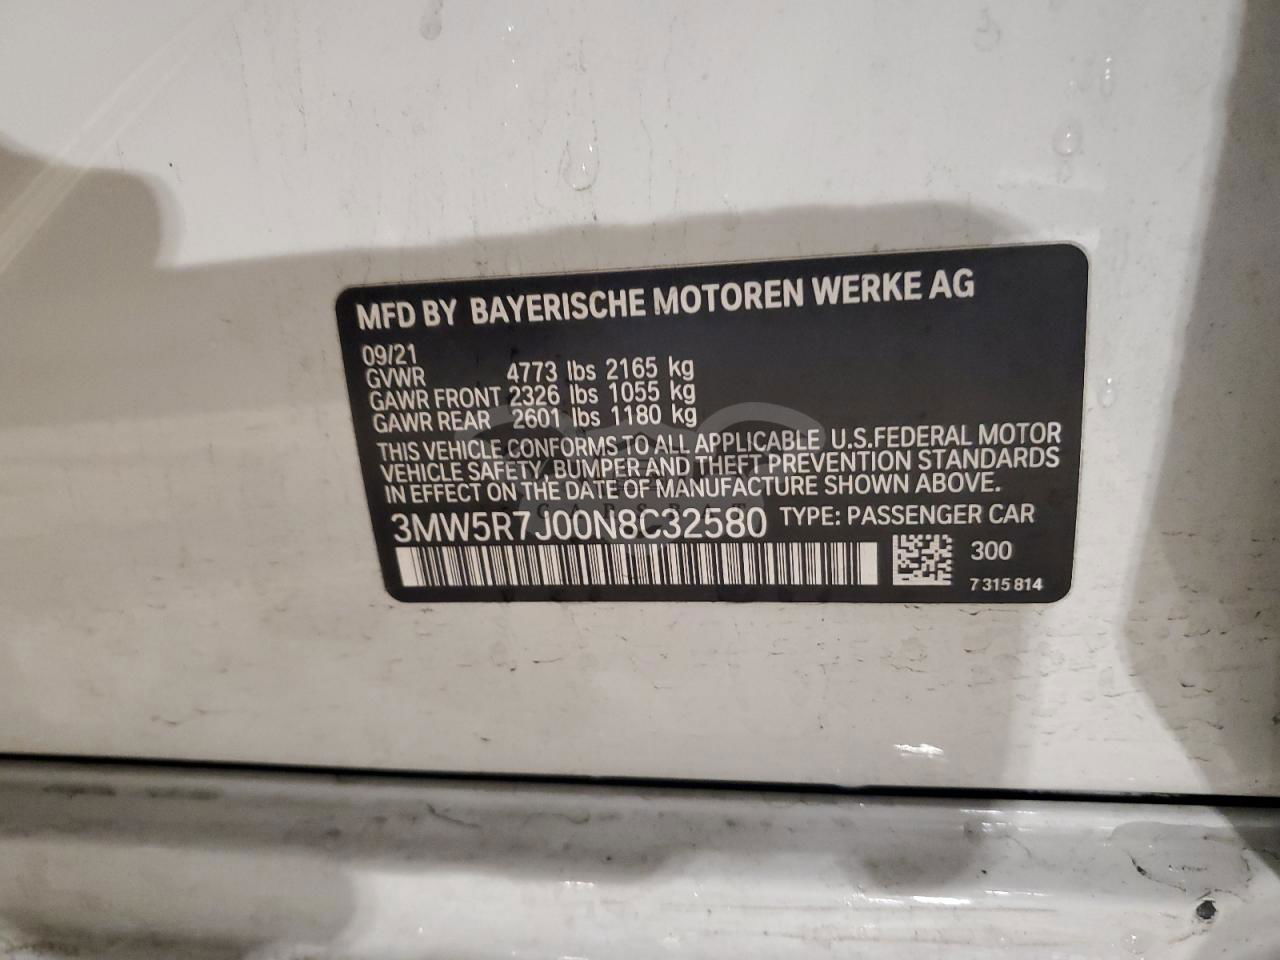 MFD BY BAYERISCHE MOTOREN WERKE AG
09/21
GVWR 4773 lbs 2165 kg
GAWR FRONT 2326 lbs 1055 kg
GAWR REAR 2601 lbs 1180 kg
THIS VEHICLE CONFORMS TO ALL APPLICABLE U.S.FEDERAL MOTOR
VEHICLE SAFETY, BUMPER AND THEFT PREVENTION STANDARDS
IN EFFECT ON THE DATE OF MANUFACTURE SHOWN ABOVE.
3MW5R7J00N8C32580 TYPE: PASSENGER CAR
300
7 315 814